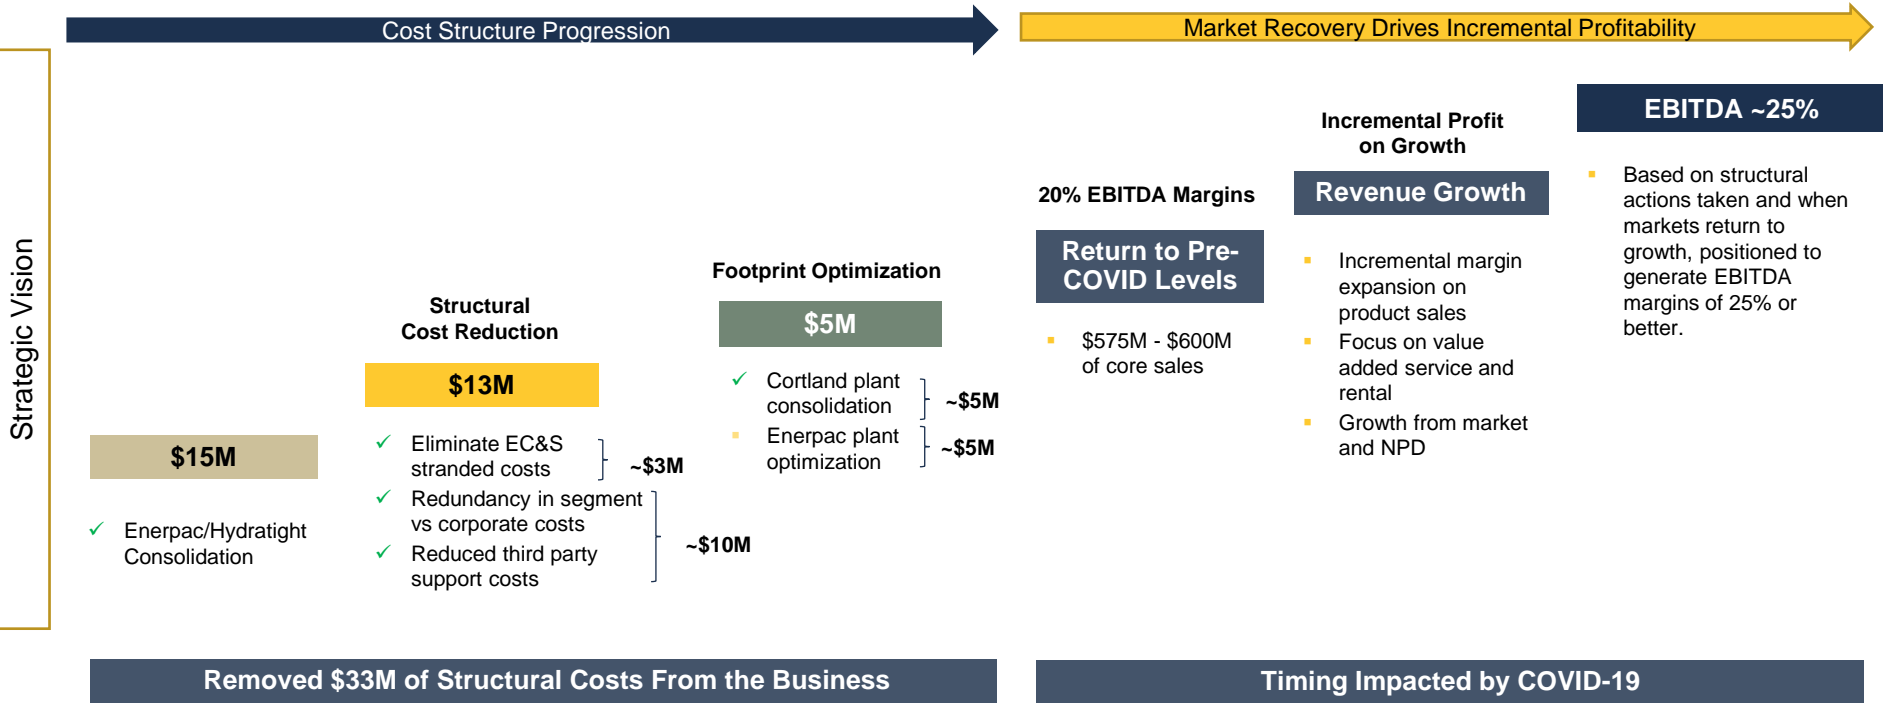 Cost Structure Progression
Market Recovery Drives Incremental Profitability
Strategic Vision
$15M
Enerpac/Hydratight
Consolidation
Structural
Cost Reduction
$13M
Eliminate EC&S
stranded costs
~$3M
Redundancy in segment
vs corporate costs
Reduced third party
support costs
~$10M
Footprint Optimization
$5M
Cortland plant
consolidation
~$5M
Enerpac plant
optimization
~$5M
20% EBITDA Margins
Return to Pre-
COVID Levels
$575M - $600M
of core sales
Incremental Profit
on Growth
Revenue Growth
Incremental margin
expansion on
product sales
Focus on value
added service and
rental
Growth from market
and NPD
EBITDA ~25%
Based on structural
actions taken and when
markets return to
growth, positioned to
generate EBITDA
margins of 25% or
better.
Removed $33M of Structural Costs From the Business
Timing Impacted by COVID-19